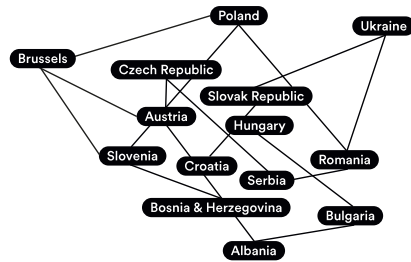 Poland
Ukraine
Brussels
Czech Republic
Slovak Republic
Austria
Hungary
Slovenia
Croatia
Romania
Serbia
Bosnia & Herzegovina
Bulgaria
Albania